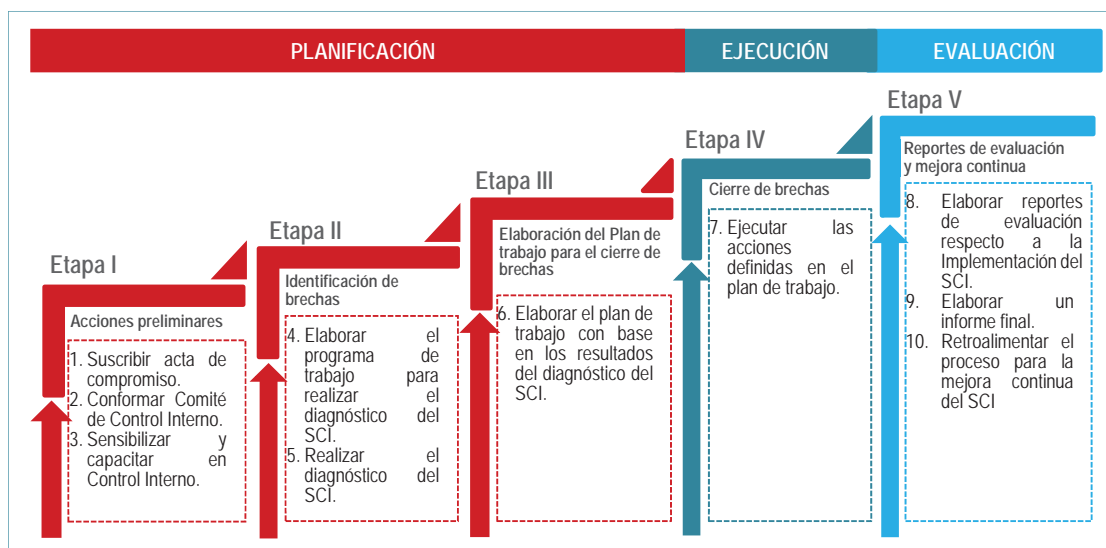 PLANIFICACIÓN
EJECUCIÓN
EVALUACIÓN
Etapa I
Acciones preliminares
1. Suscribir acta de
compromiso.
2. Conformar Comité
de Control Interno.
3. Sensibilizar y
capacitar en
Control Interno.
Etapa II
Identificación de
brechas
4. Elaborar el
programa de
trabajo para
realizar el
diagnóstico del
SCI.
5. Realizar el
diagnóstico del
SCI.
Etapa III
Elaboración del Plan de
trabajo para el cierre de
brechas
6. Elaborar el plan de
trabajo con base
en los resultados
del diagnóstico del
SCI.
Etapa IV
Cierre de brechas
7. Ejecutar las
acciones
definidas en el
plan de trabajo.
Etapa V
Reportes de evaluación
y mejora continua
8. Elaborar reportes
de evaluación
respecto a la
Implementación del
SCI.
9. Elaborar un
informe final.
10. Retroalimentar el
proceso para la
mejora continua
del SCI